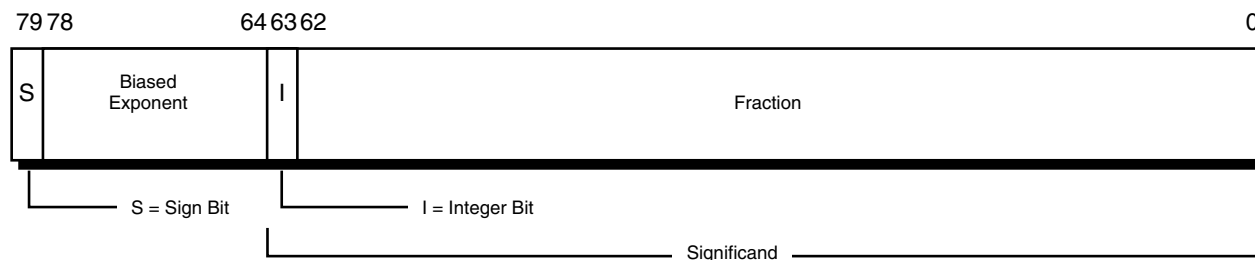 79 78 64 63 62 0
S Biased Exponent I Fraction
S = Sign Bit I = Integer Bit
Significand